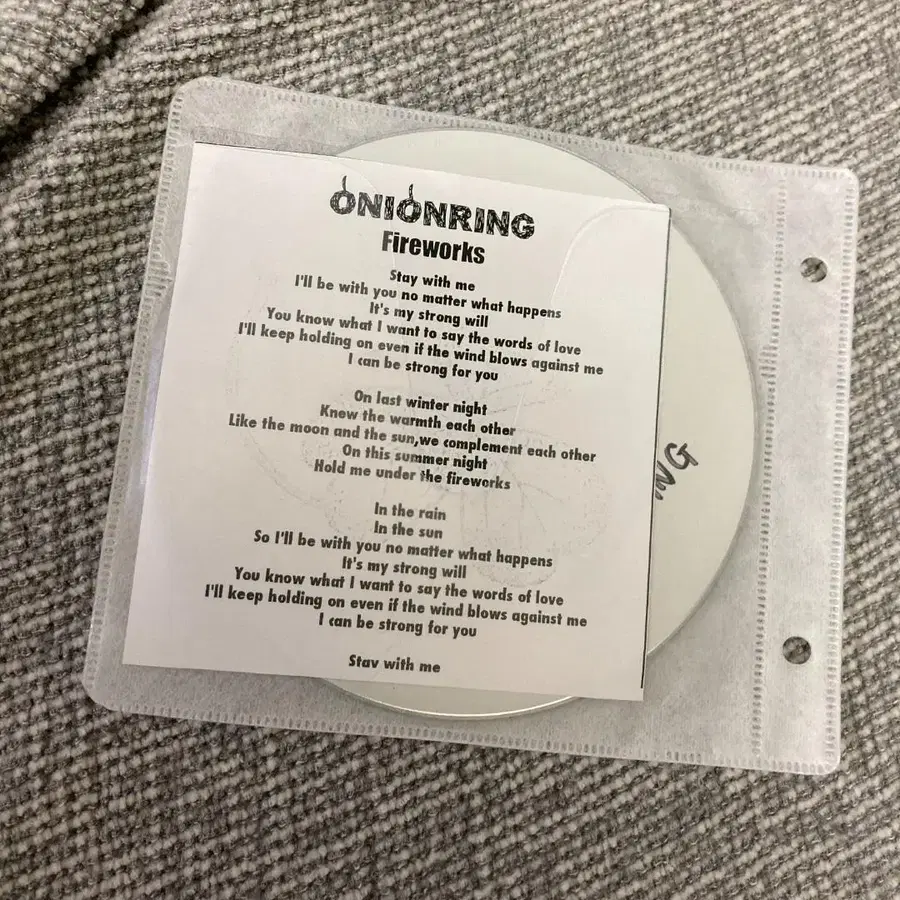 ONIONRING
Fireworks
Stay with me
I'll be with you no matter what happens
It's my strong will
You know what I want to say the words of love
I'll keep holding on even if the wind blows against me
I can be strong for you
On last winter night
Knew the warmth each other
Like the moon and the sun,we complement each other
On this summer night
Hold me under the fireworks
In the rain
In the sun
So I'll be with you no matter what happens
It's my strong will
You know what I want to say the words of love
I'll keep holding on even if the wind blows against me
I can be strong for you
Stay with me
ING